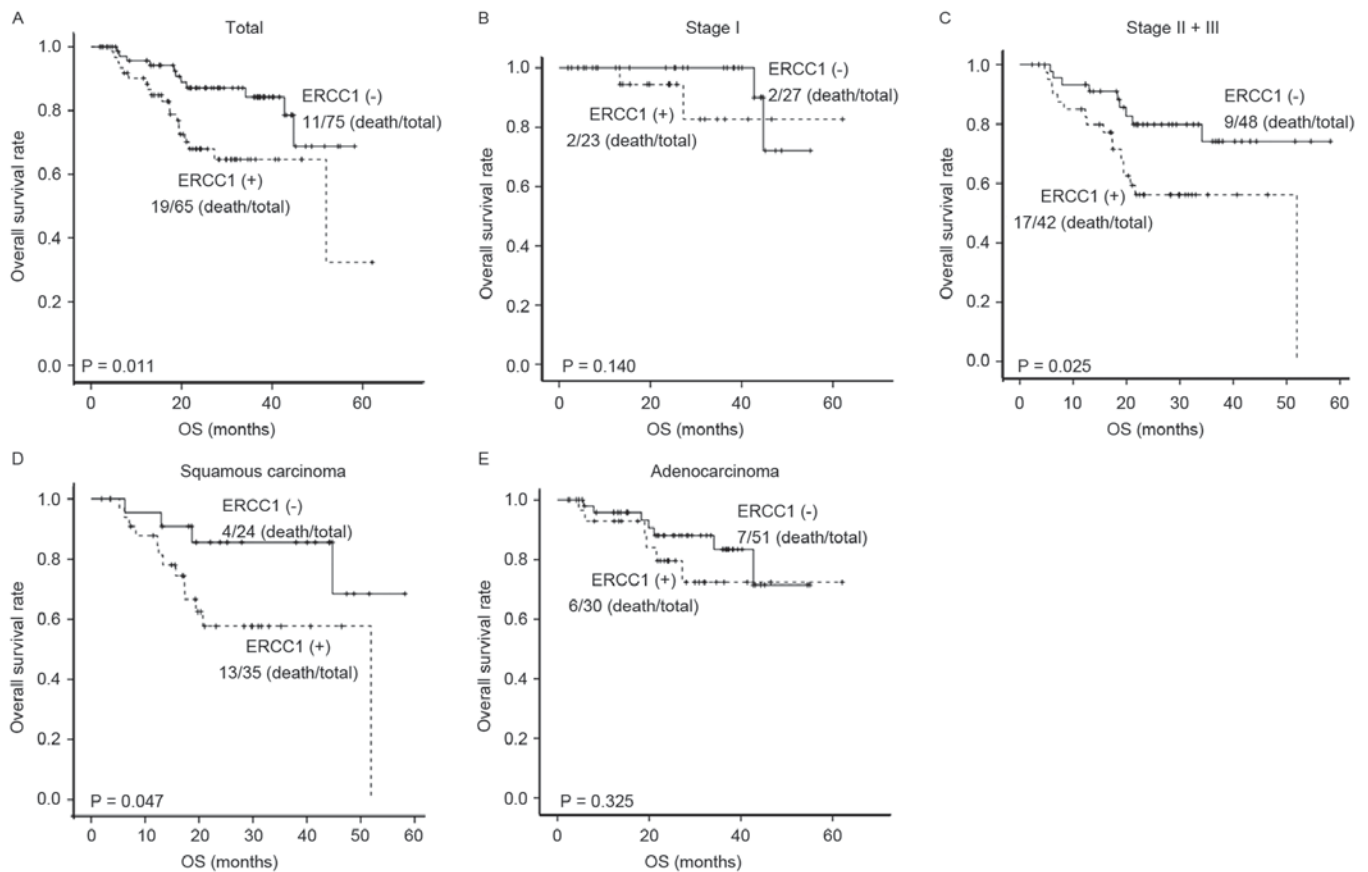 A
Total
Overall survival rate
1.0
0.8
0.6
0.4
0.2
0.0
ERCC1 (-)
11/75 (death/total)
ERCC1 (+)
19/65 (death/total)
P = 0.011
0 20 40 60
OS (months)
B
Stage I
Overall survival rate
1.0
0.8
0.6
0.4
0.2
0.0
ERCC1 (-)
2/27 (death/total)
ERCC1 (+)
2/23 (death/total)
P = 0.140
0 20 40 60
OS (months)
C
Stage II + III
Overall survival rate
1.0
0.8
0.6
0.4
0.2
0.0
ERCC1 (-)
9/48 (death/total)
ERCC1 (+)
17/42 (death/total)
P = 0.025
0 10 20 30 40 50 60
OS (months)
D
Squamous carcinoma
Overall survival rate
1.0
0.8
0.6
0.4
0.2
0.0
ERCC1 (-)
4/24 (death/total)
ERCC1 (+)
13/35 (death/total)
P = 0.047
0 10 20 30 40 50 60
OS (months)
E
Adenocarcinoma
Overall survival rate
1.0
0.8
0.6
0.4
0.2
0.0
ERCC1 (-)
7/51 (death/total)
ERCC1 (+)
6/30 (death/total)
P = 0.325
0 20 40 60
OS (months)